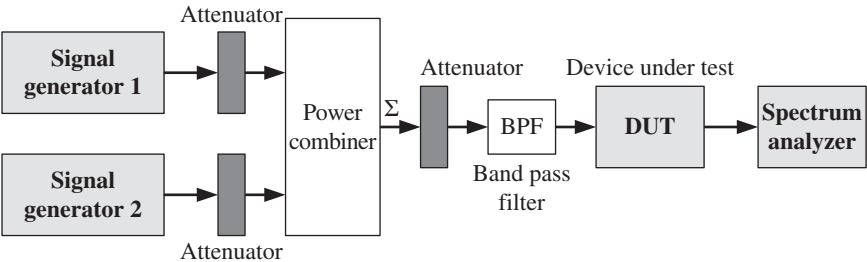 Attenuator
Signal
generator 1
Power
combiner
Σ
Attenuator
BPF
Band pass
filter
Device under test
DUT
Spectrum
analyzer
Signal
generator 2
Attenuator